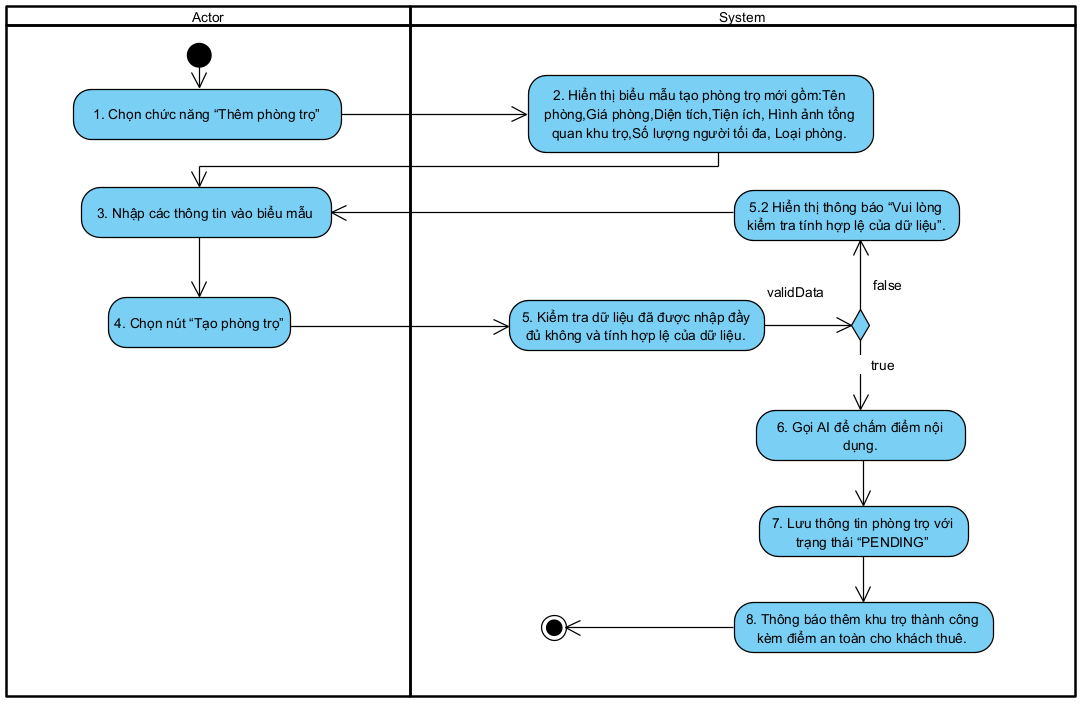 Actor
System
1. Chọn chức năng “Thêm phòng trọ”
2. Hiển thị biểu mẫu tạo phòng trọ mới gồm:Tên
phòng,Giá phòng,Diện tích,Tiện ích, Hình ảnh tổng
quan khu trọ,Số lượng người tối đa, Loại phòng.
3. Nhập các thông tin vào biểu mẫu
5.2 Hiển thị thông báo “Vui lòng
kiểm tra tính hợp lệ của dữ liệu”.
4. Chọn nút “Tạo phòng trọ”
5. Kiểm tra dữ liệu đã được nhập đầy
đủ không và tính hợp lệ của dữ liệu.
validData
false
true
6. Gọi AI để chấm điểm nội
dụng.
7. Lưu thông tin phòng trọ với
trạng thái “PENDING”
8. Thông báo thêm khu trọ thành công
kèm điểm an toàn cho khách thuê.